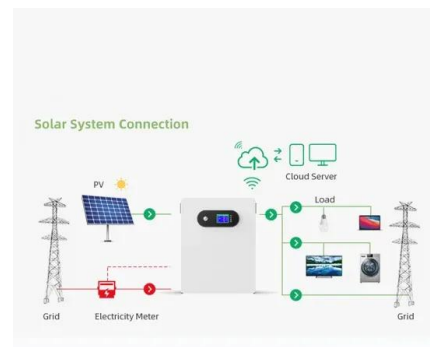 Solar System Connection
Cloud Server
PV
Load
Grid
Electricity Meter
Grid